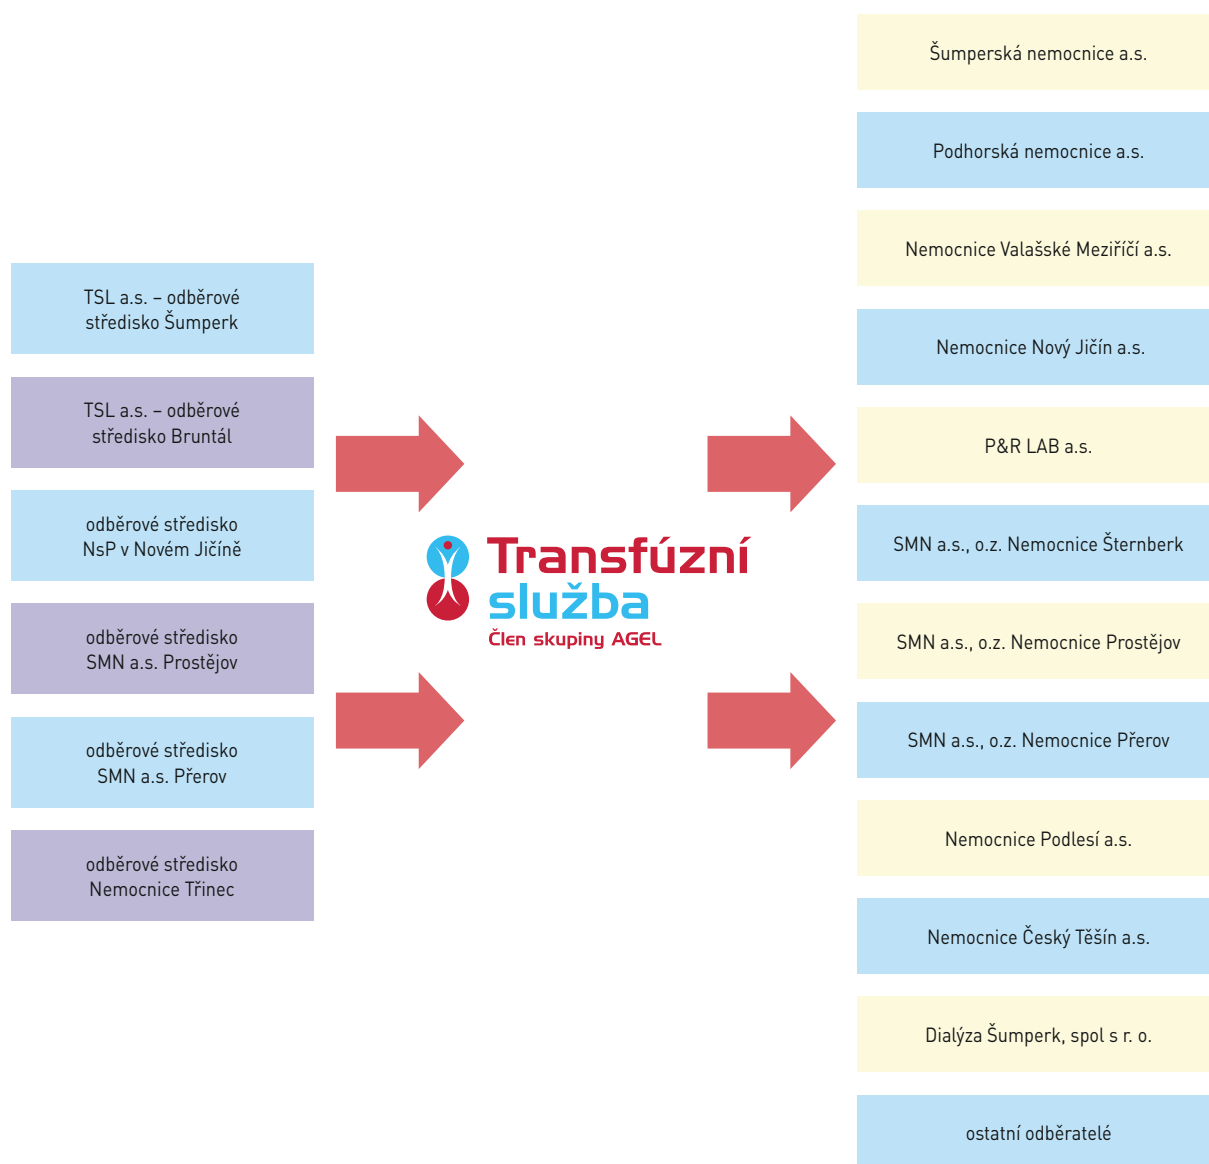 TSL a.s. – odběrové
středisko Šumperk
TSL a.s. – odběrové
středisko Bruntál
odběrové středisko
NsP v Novém Jičíně
odběrové středisko
SMN a.s. Prostějov
odběrové středisko
SMN a.s. Přerov
odběrové středisko
Nemocnice Třinec
Transfúzní
služba
Člen skupiny AGEL
Šumperská nemocnice a.s.
Podhorská nemocnice a.s.
Nemocnice Valašské Meziříčí a.s.
Nemocnice Nový Jičín a.s.
P&R LAB a.s.
SMN a.s., o.z. Nemocnice Šternberk
SMN a.s., o.z. Nemocnice Prostějov
SMN a.s., o.z. Nemocnice Přerov
Nemocnice Podlesí a.s.
Nemocnice Český Těšín a.s.
Dialýza Šumperk, spol s r. o.
ostatní odběratelé